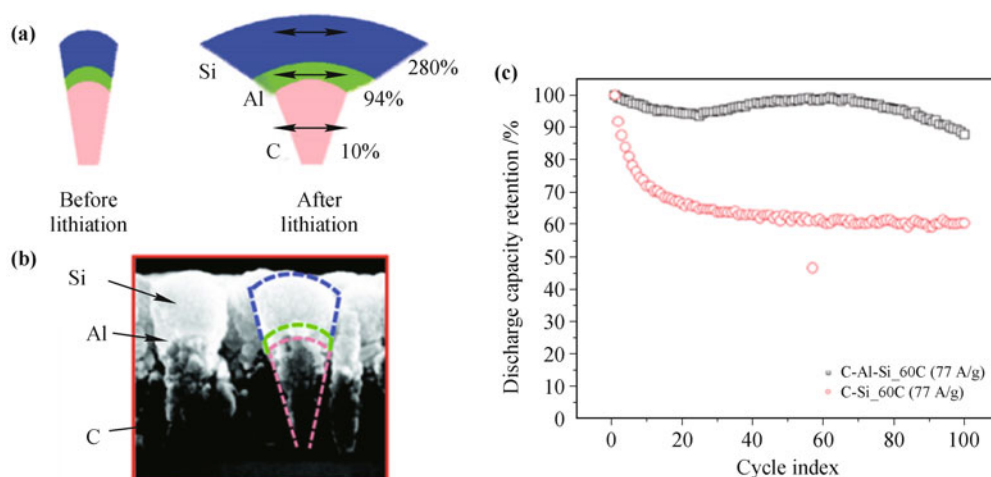 (a)
Si
Al
C
280%
94%
10%
Before
lithiation
After
lithiation
(b)
Si
Al
C
(c)
Discharge capacity retention /%
100
90
80
70
60
50
40
30
20
10
0
0
20
40
60
80
100
Cycle index
C-Al-Si_60C (77 A/g)
C-Si_60C (77 A/g)